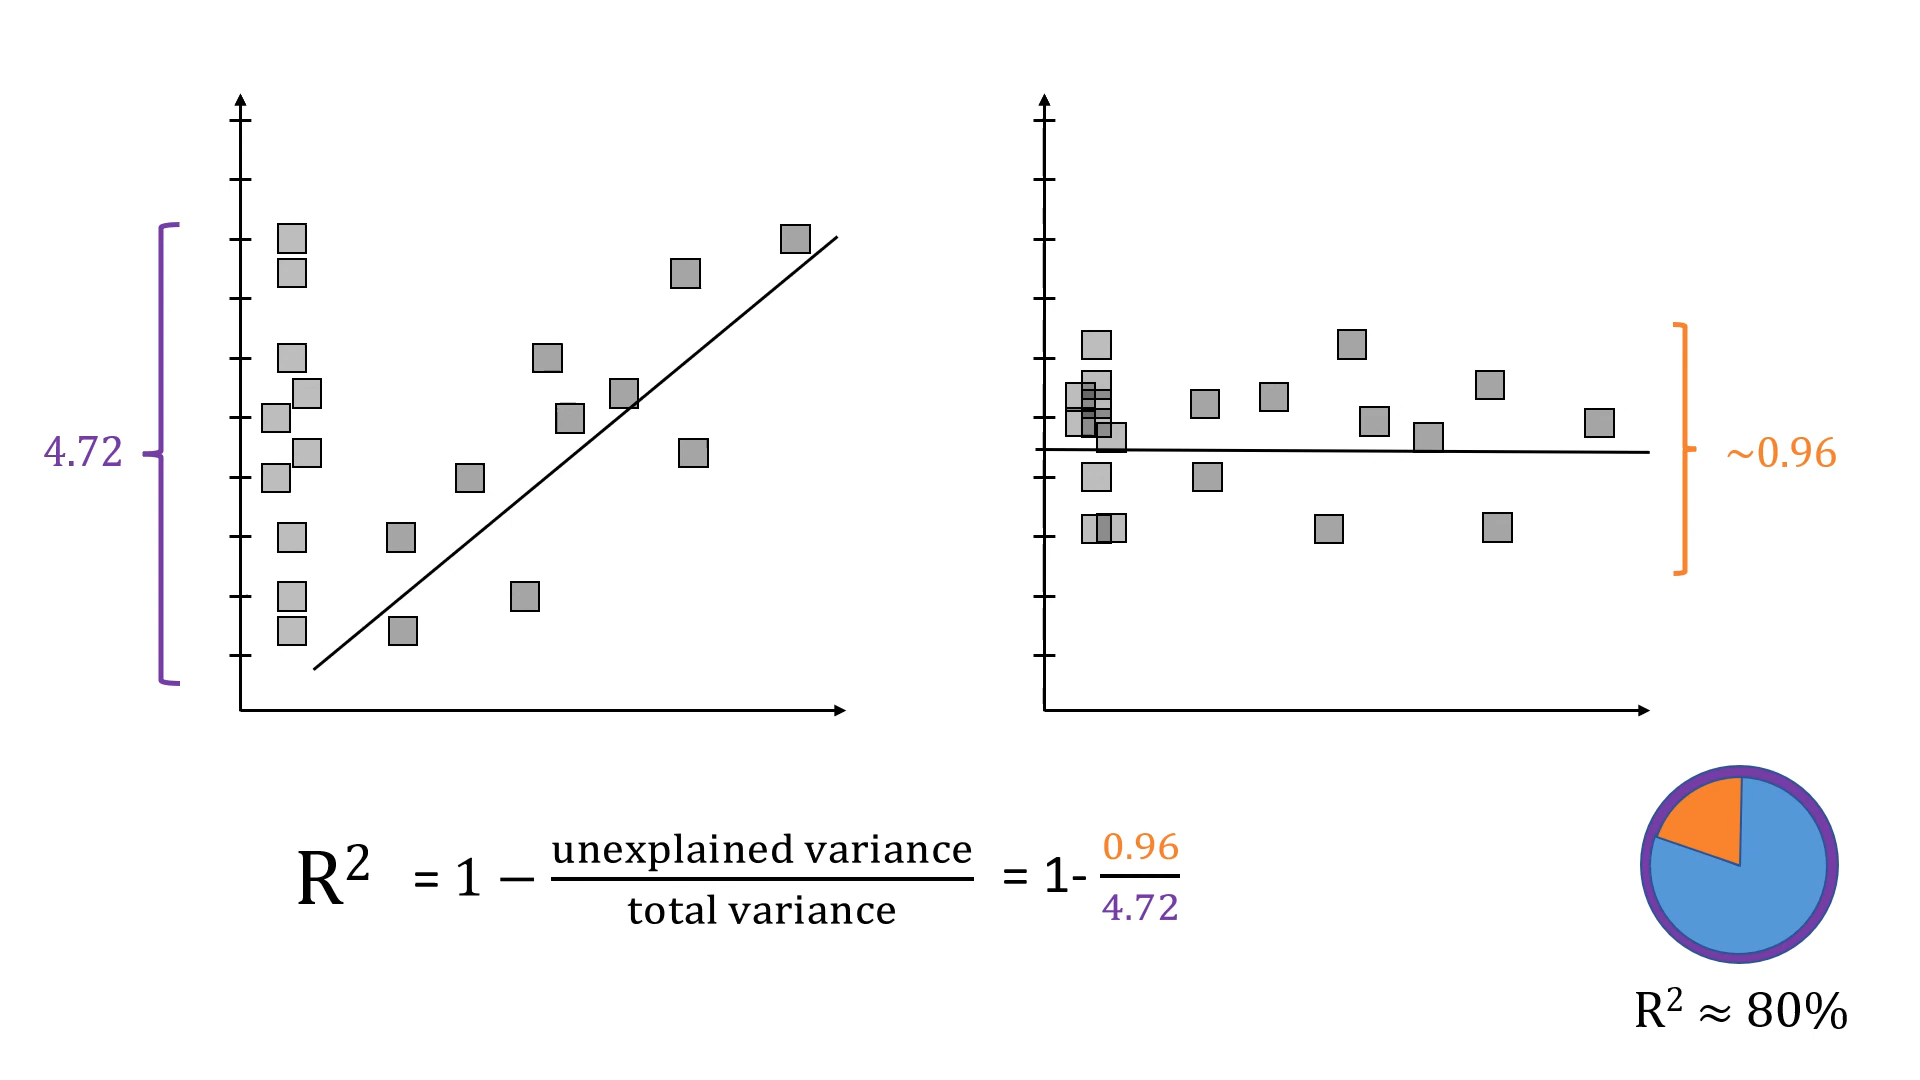 4.72
~0.96
R² = 1 − unexplained variance / total variance = 1- 0.96 / 4.72
R² ≈ 80%